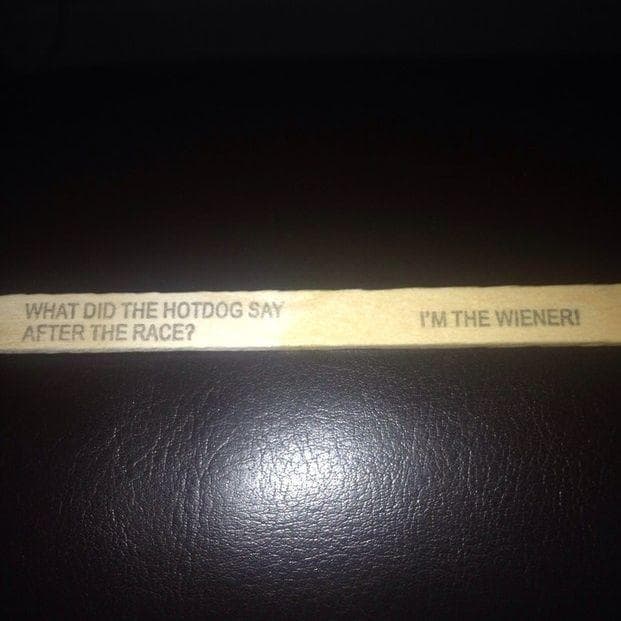 WHAT DID THE HOTDOG SAY
AFTER THE RACE?
I'M THE WIENER!